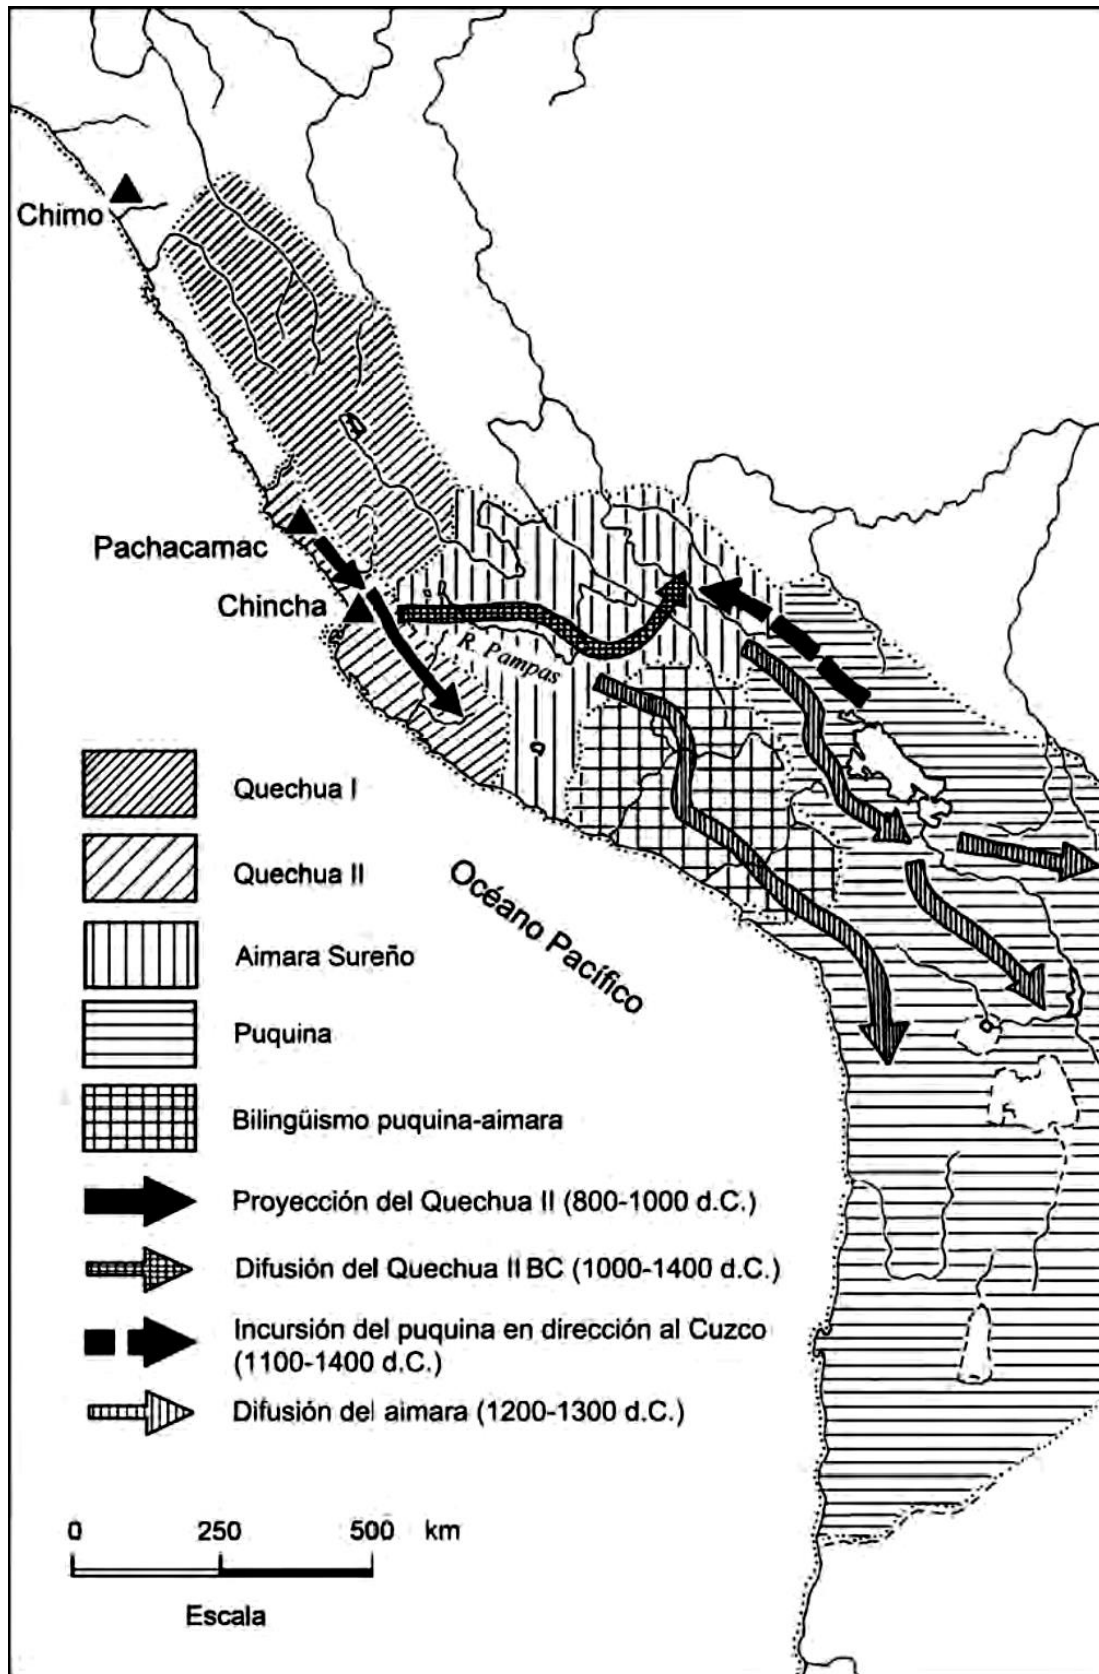 Chimo
Pachacamac
Chincha
R. Pampas
Océano Pacífico
Quechua I
Quechua II
Aimara Sureño
Puquina
Bilingüismo puquina-aimara
Proyección del Quechua II (800-1000 d.C.)
Difusión del Quechua II BC (1000-1400 d.C.)
Incursión del puquina en dirección al Cuzco
(1100-1400 d.C.)
Difusión del aimara (1200-1300 d.C.)
0 250 500 km
Escala